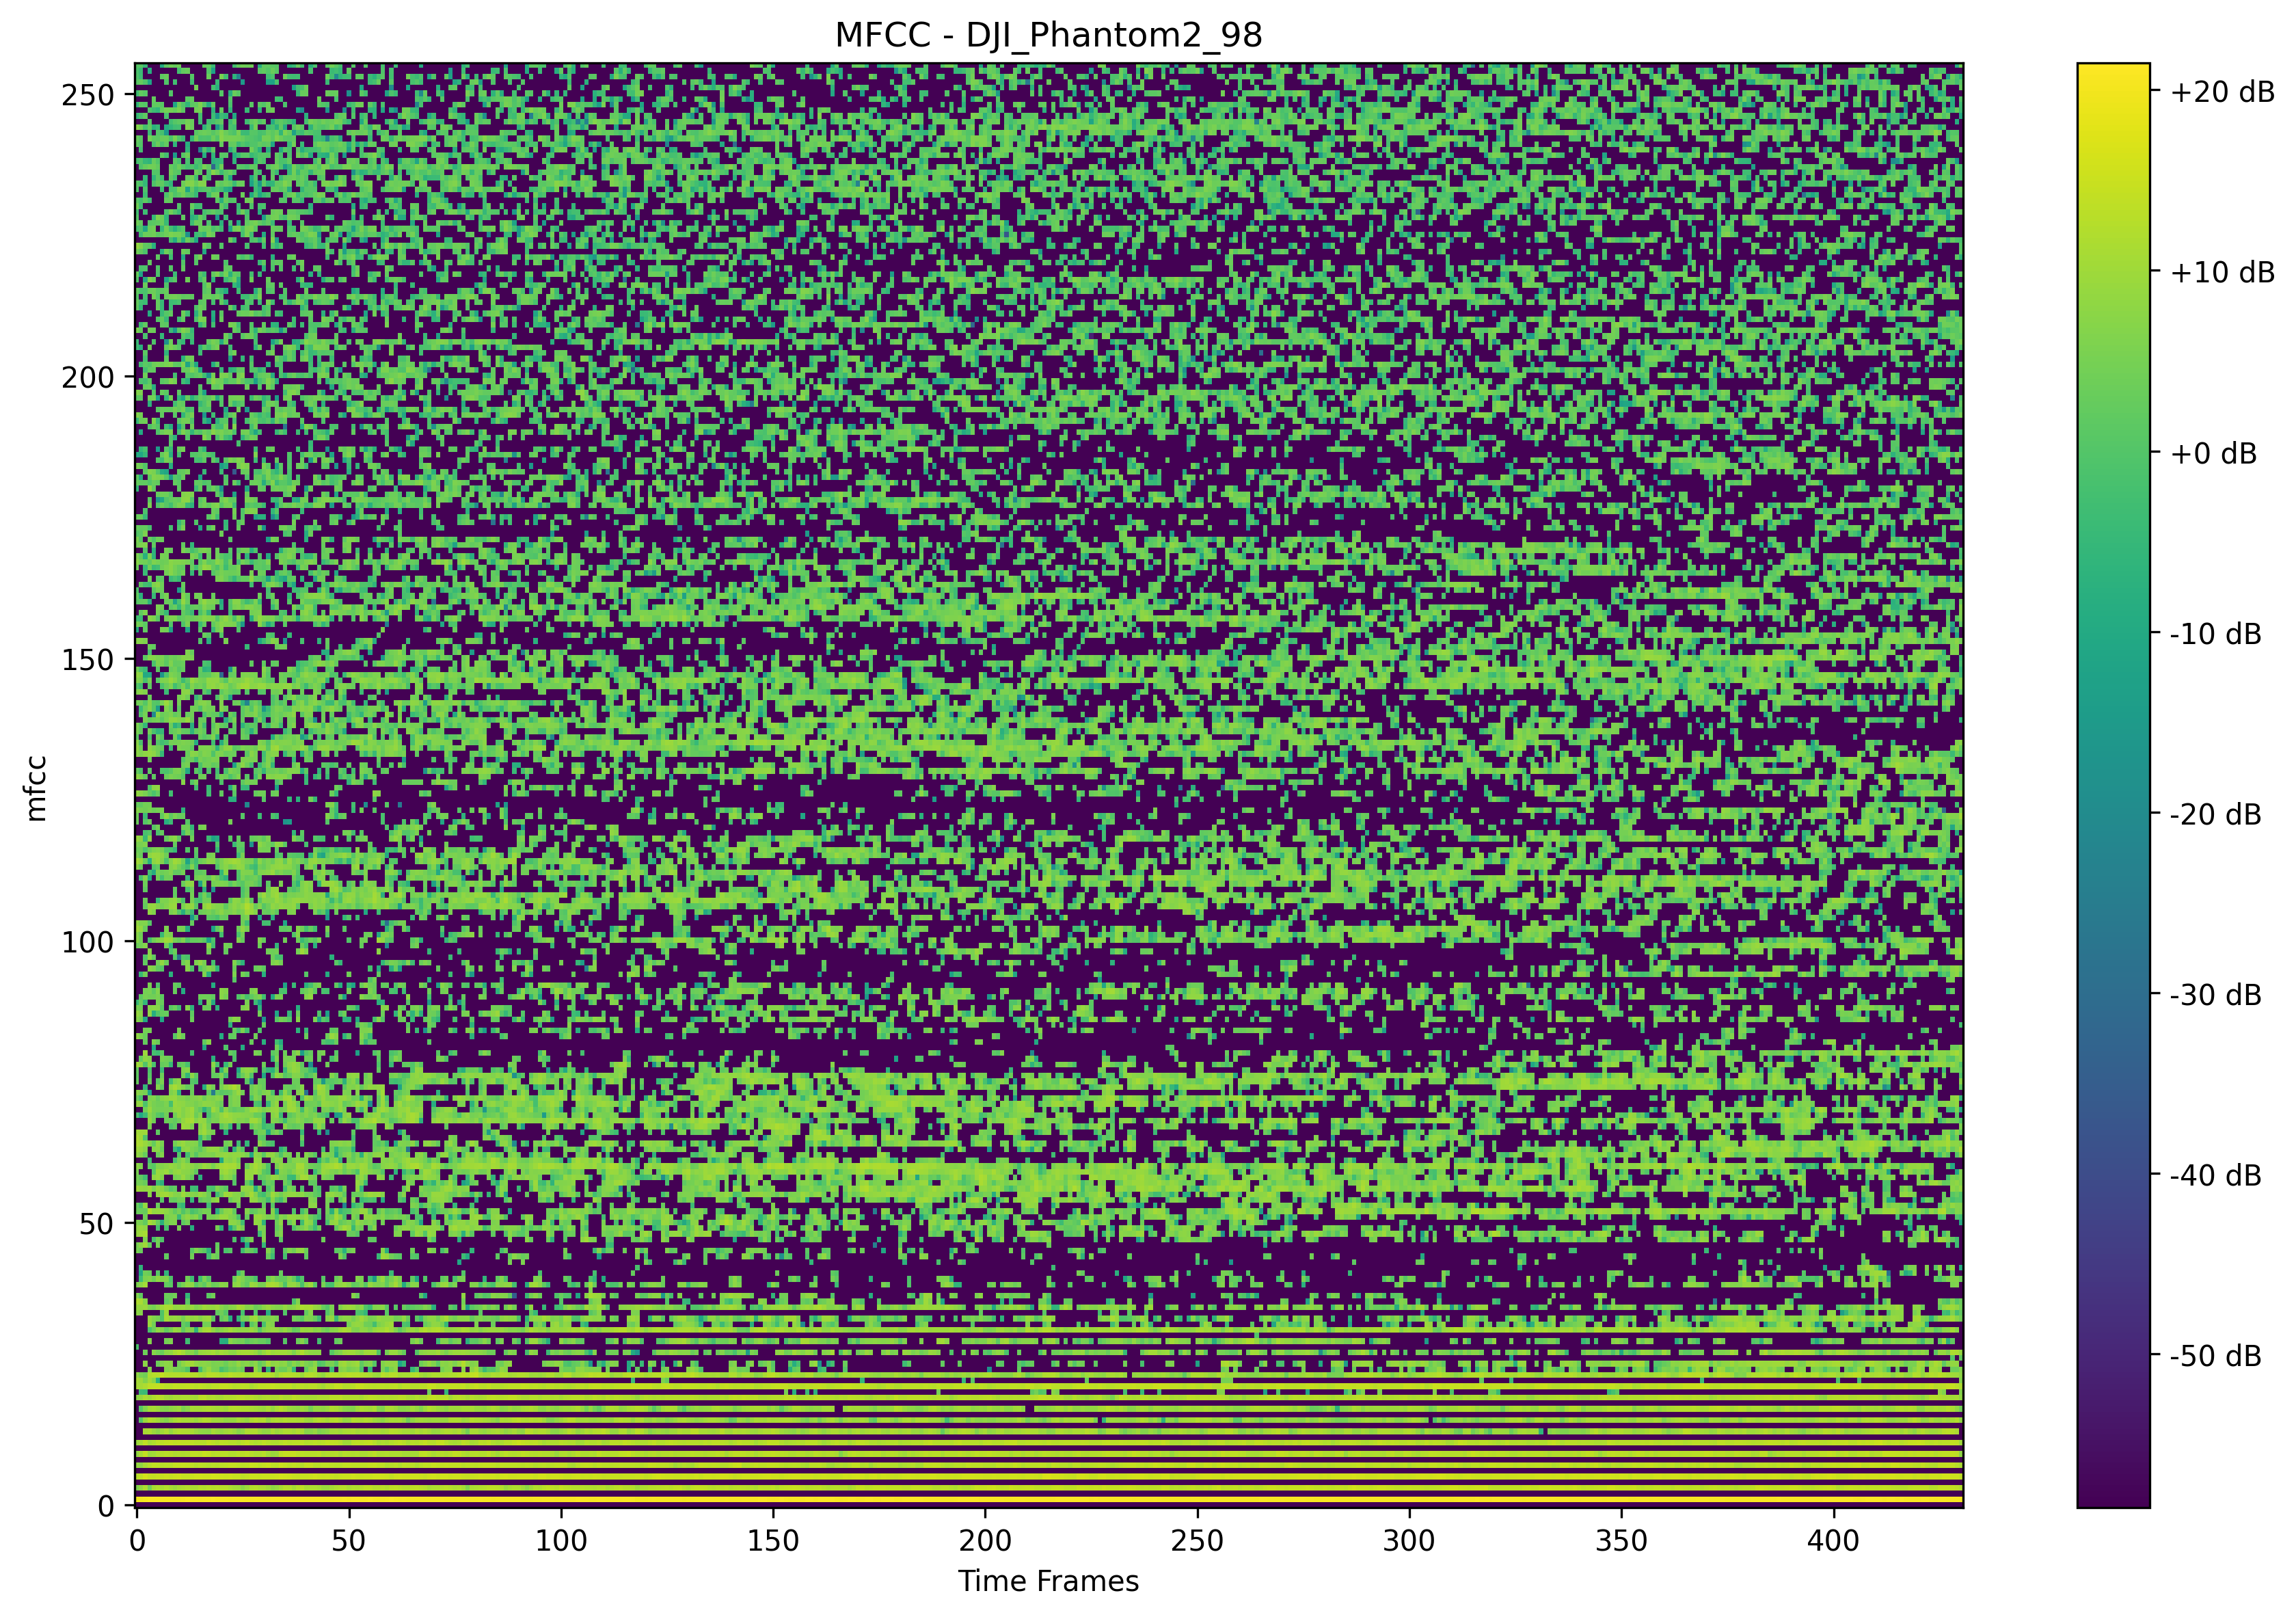 MFCC - DJI_Phantom2_98
mfcc
250
200
150
100
50
0
0 50 100 150 200 250 300 350 400
Time Frames
+20 dB
+10 dB
+0 dB
-10 dB
-20 dB
-30 dB
-40 dB
-50 dB